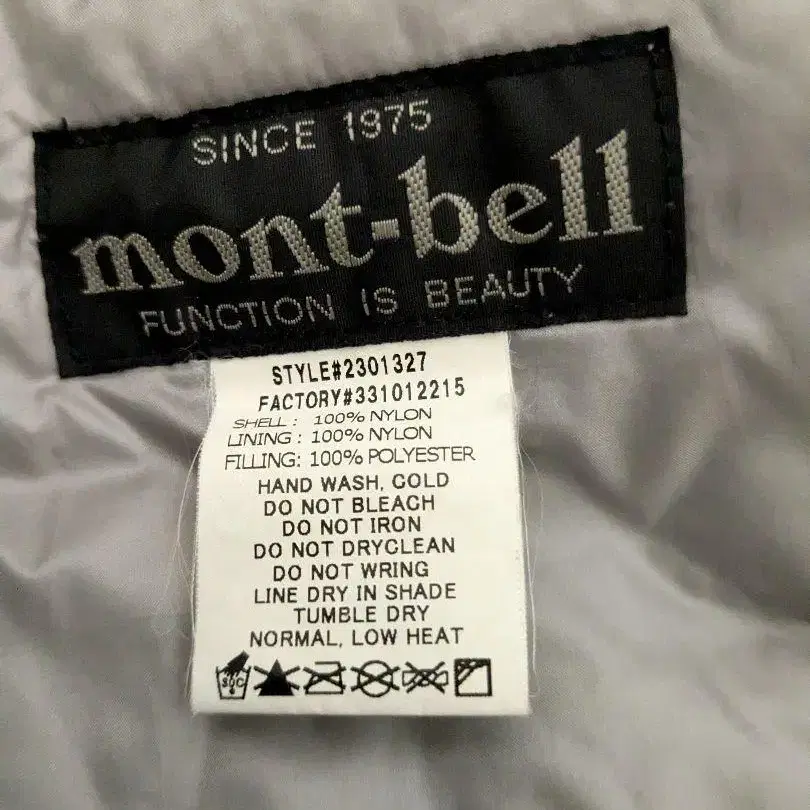 SINCE 1975
mont-bell
FUNCTION IS BEAUTY
STYLE#2301327
FACTORY#331012215
SHELL: 100% NYLON
LINING: 100% NYLON
FILLING: 100% POLYESTER
HAND WASH, COLD
DO NOT BLEACH
DO NOT IRON
DO NOT DRYCLEAN
DO NOT WRING
LINE DRY IN SHADE
TUMBLE DRY
NORMAL, LOW HEAT